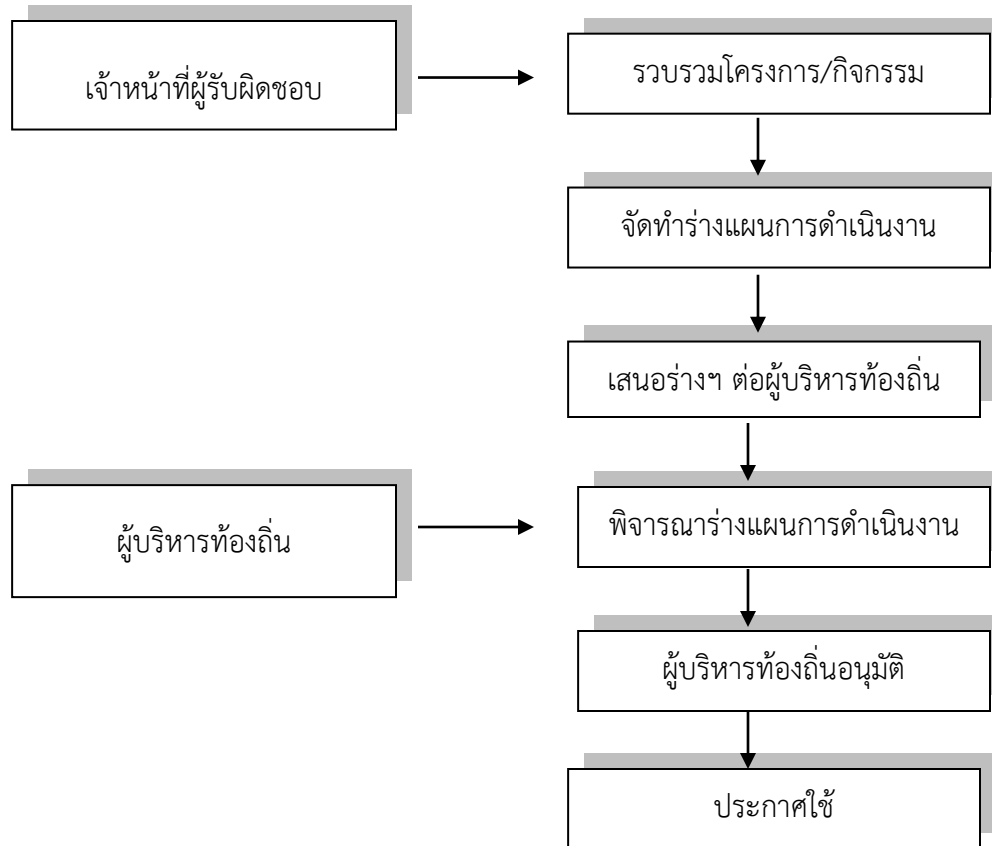 เจ้าหน้าที่ผู้รับผิดชอบ
รวบรวมโครงการ/กิจกรรม
จัดทำร่างแผนการดำเนินงาน
เสนอร่างฯ ต่อผู้บริหารท้องถิ่น
ผู้บริหารท้องถิ่น
พิจารณาร่างแผนการดำเนินงาน
ผู้บริหารท้องถิ่นอนุมัติ
ประกาศใช้